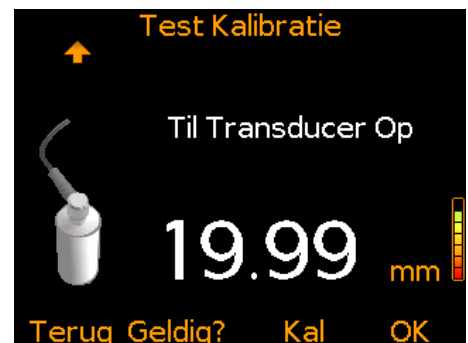 Test Kalibratie
Til Transducer Op
19.99 mm
Terug Geldig? Kal OK